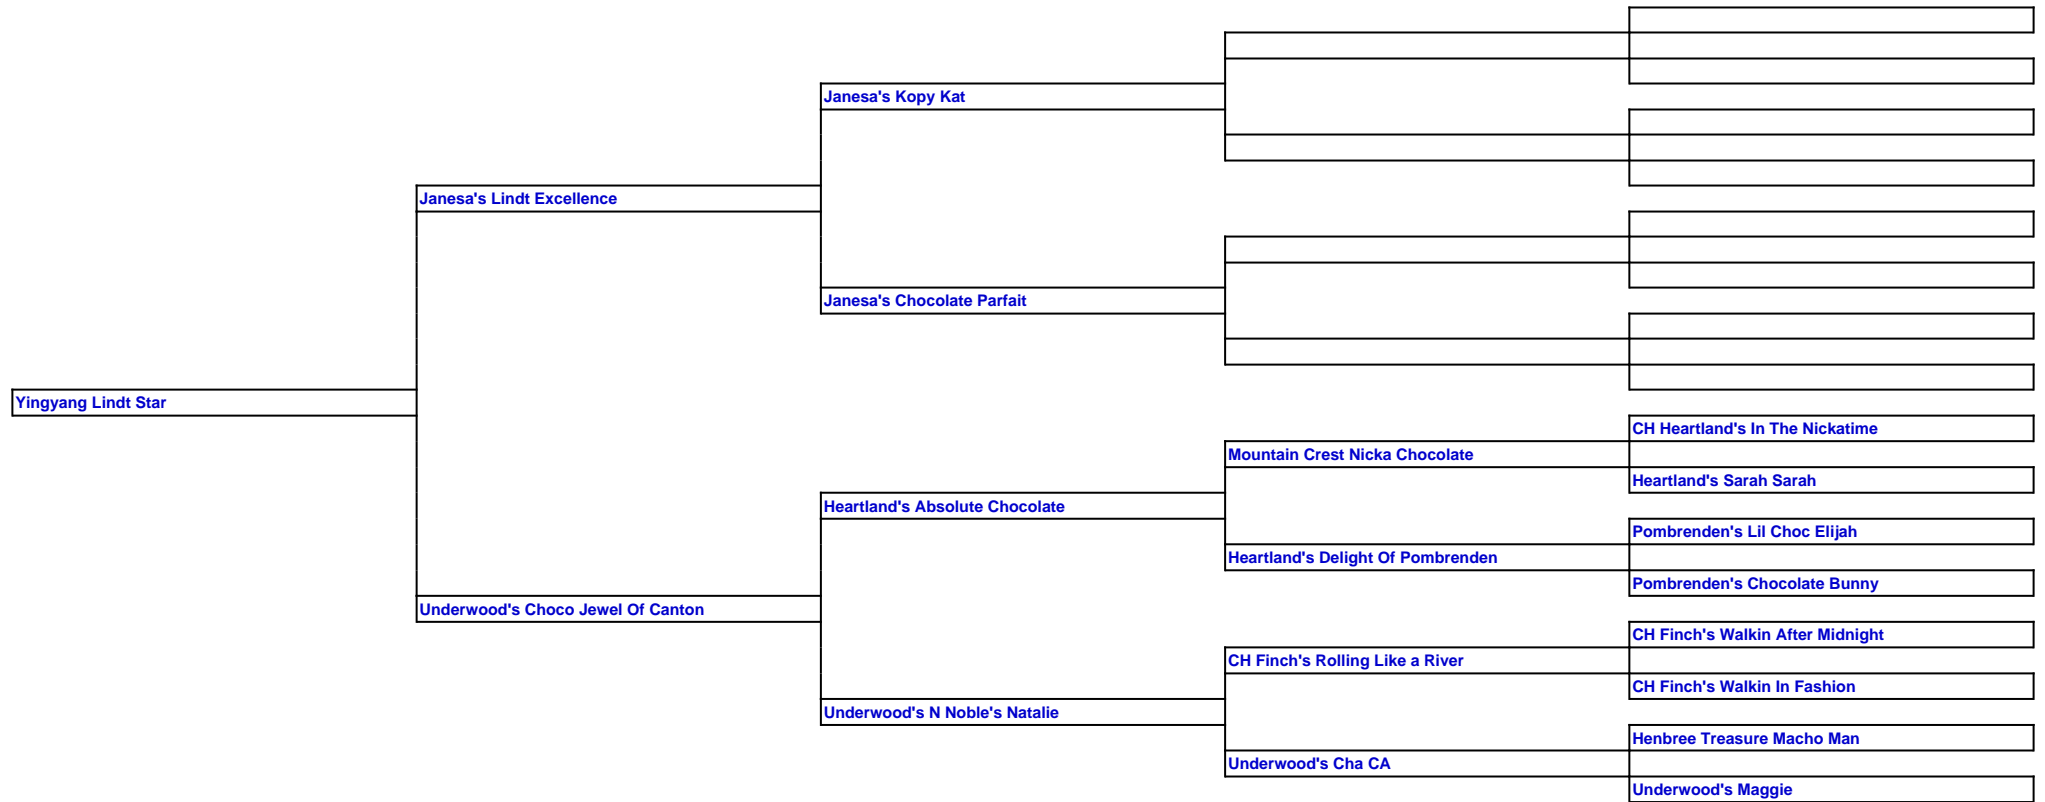 Janesa's Kopy Kat
Janesa's Lindt Excellence
Janesa's Chocolate Parfait
Yingyang Lindt Star
CH Heartland's In The Nickatime
Mountain Crest Nicka Chocolate
Heartland's Sarah Sarah
Heartland's Absolute Chocolate
Pombrenden's Lil Choc Elijah
Heartland's Delight Of Pombrenden
Pombrenden's Chocolate Bunny
Underwood's Choco Jewel Of Canton
CH Finch's Walkin After Midnight
CH Finch's Rolling Like a River
CH Finch's Walkin In Fashion
Underwood's N Noble's Natalie
Henbree Treasure Macho Man
Underwood's Cha CA
Underwood's Maggie